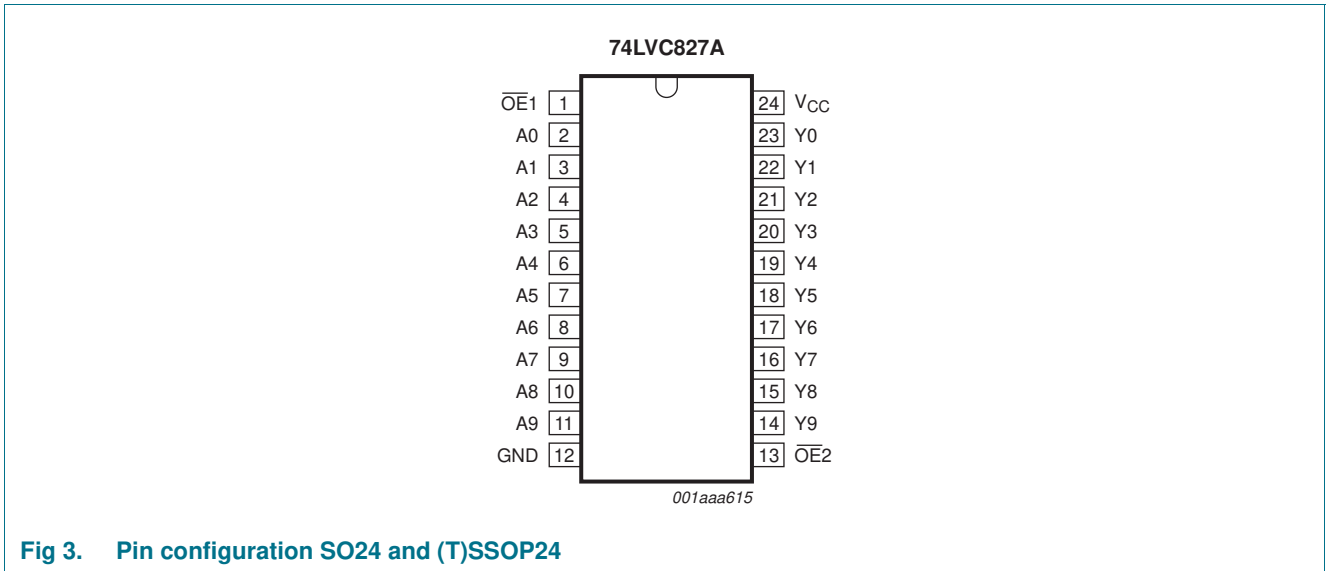 74LVC827A
O̅E̅1 1 24 VCC
A0 2 23 Y0
A1 3 22 Y1
A2 4 21 Y2
A3 5 20 Y3
A4 6 19 Y4
A5 7 18 Y5
A6 8 17 Y6
A7 9 16 Y7
A8 10 15 Y8
A9 11 14 Y9
GND 12 13 O̅E̅2
001aaa615
Fig 3. Pin configuration SO24 and (T)SSOP24